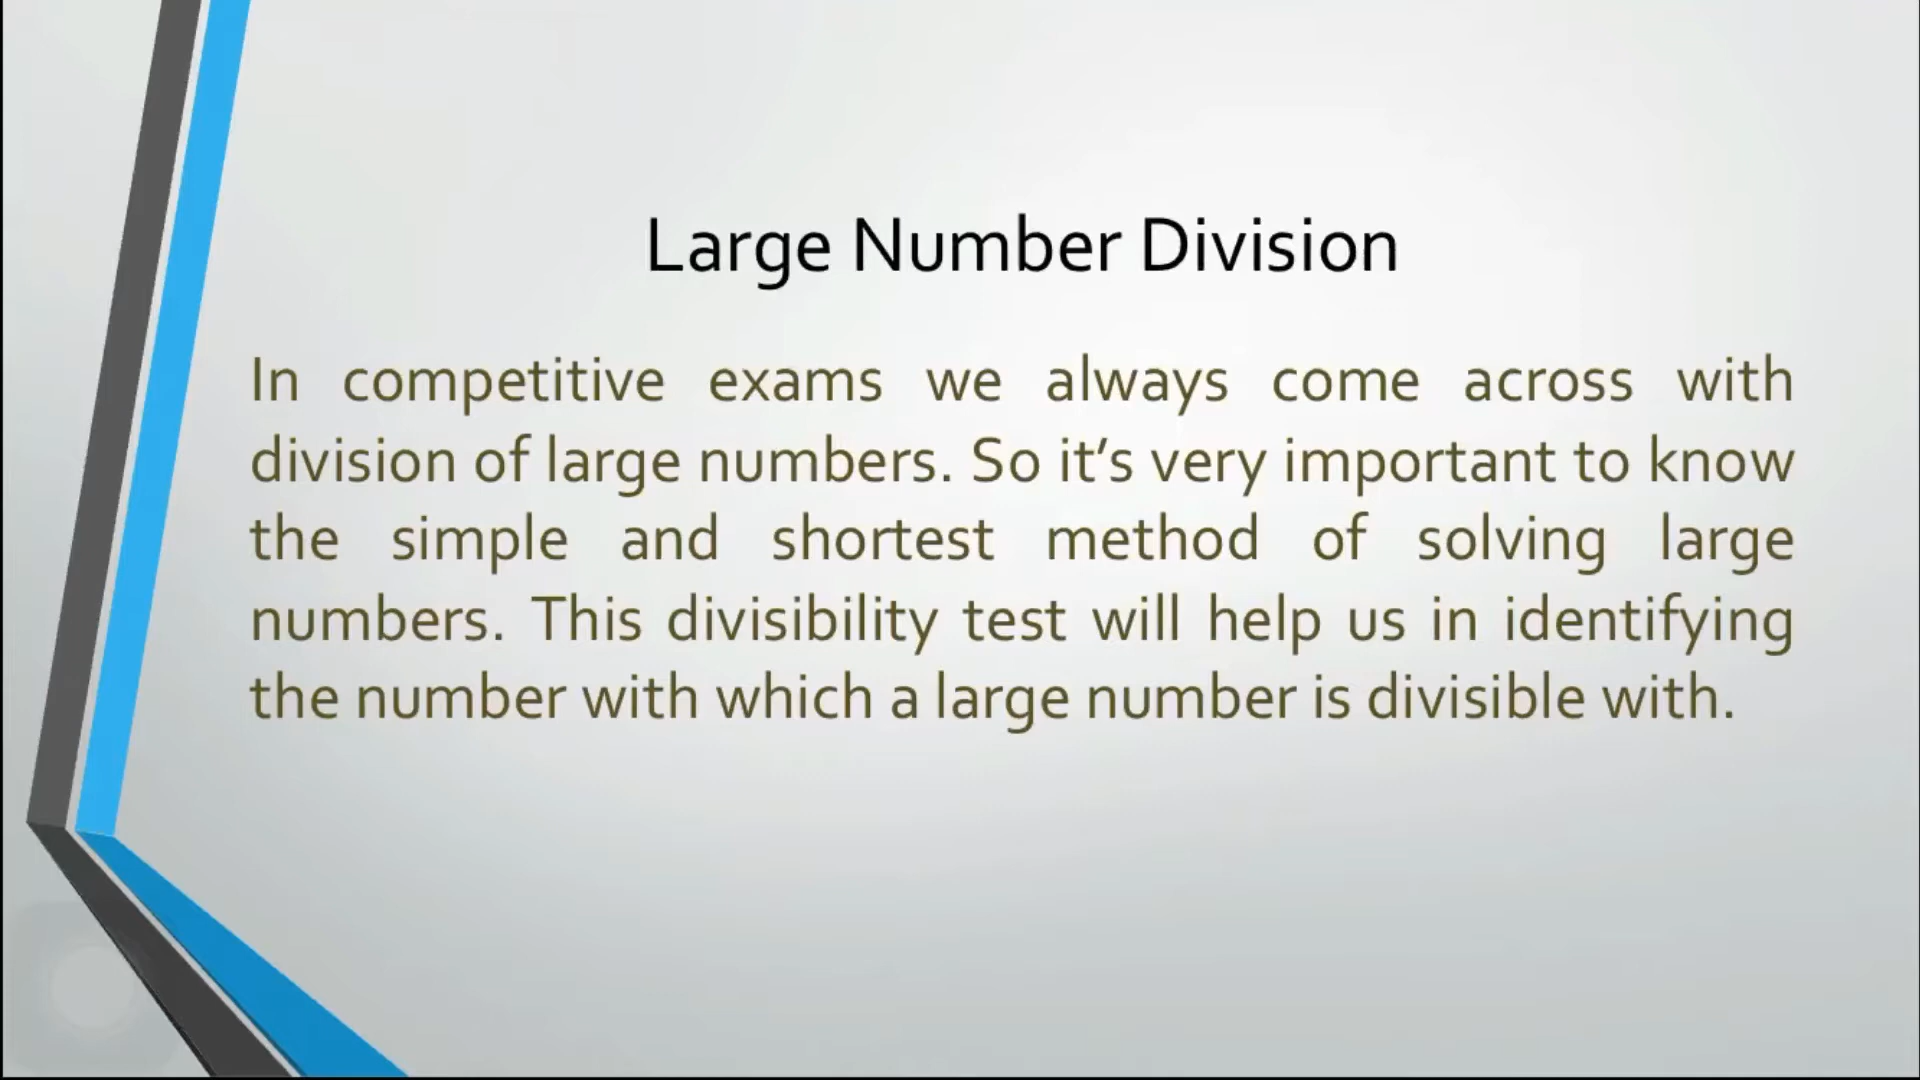 Large Number Division
In competitive exams we always come across with
division of large numbers. So it’s very important to know
the simple and shortest method of solving large
numbers. This divisibility test will help us in identifying
the number with which a large number is divisible with.